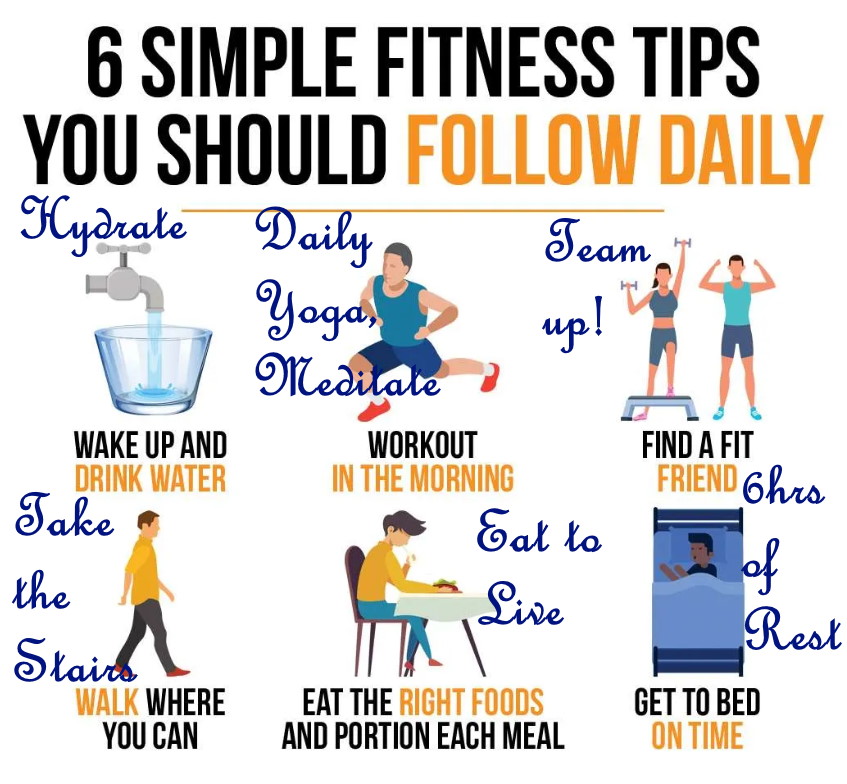 6 SIMPLE FITNESS TIPS
YOU SHOULD FOLLOW DAILY
Hydrate
WAKE UP AND
DRINK WATER
Daily
Yoga,
Meditate
WORKOUT
IN THE MORNING
Team
up!
FIND A FIT
FRIEND
Take
the
Stairs
WALK WHERE
YOU CAN
Eat to
Live
EAT THE RIGHT FOODS
AND PORTION EACH MEAL
6hrs
of
Rest
GET TO BED
ON TIME